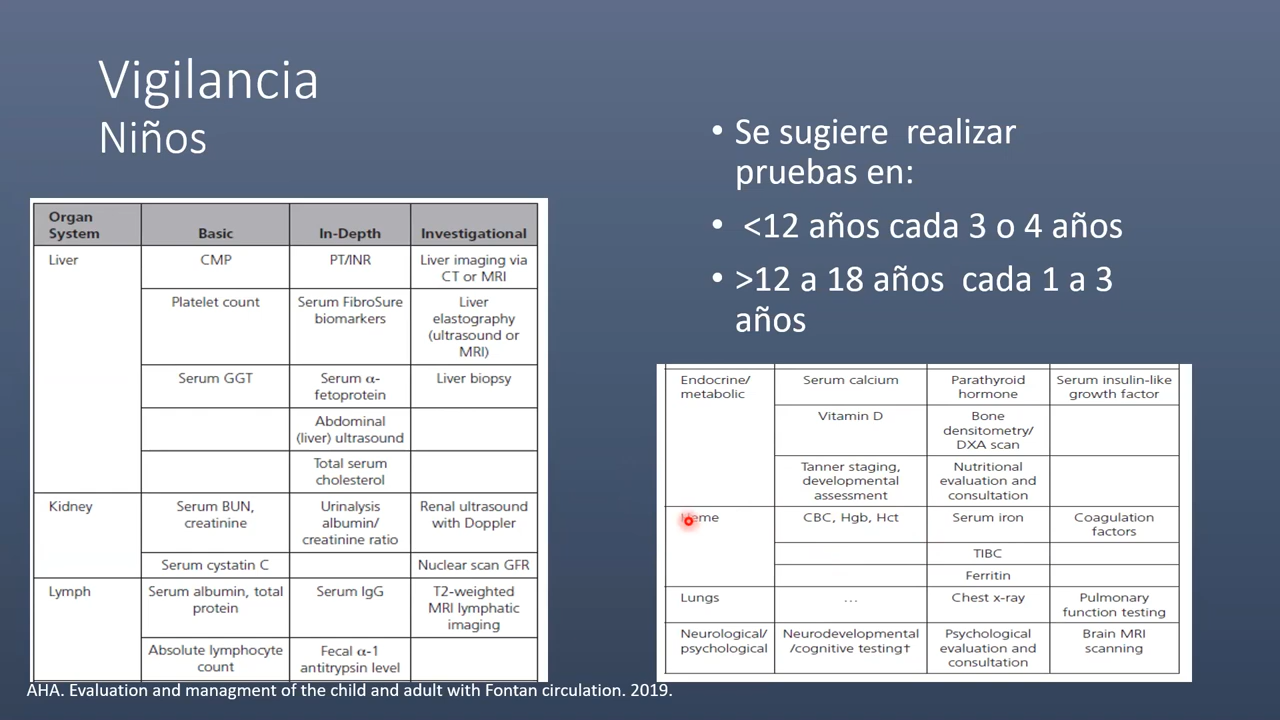 Vigilancia
Niños
• Se sugiere realizar
pruebas en:
• <12 años cada 3 o 4 años
• >12 a 18 años cada 1 a 3
años
Organ System | Basic | In-Depth | Investigational
Liver | CMP | PT/INR | Liver imaging via CT or MRI
Platelet count | Serum FibroSure biomarkers | Liver elastography (ultrasound or MRI)
Serum GGT | Serum α-fetoprotein | Liver biopsy
Abdominal (liver) ultrasound
Total serum cholesterol
Kidney | Serum BUN, creatinine | Urinalysis albumin/creatinine ratio | Renal ultrasound with Doppler
Serum cystatin C | Nuclear scan GFR
Lymph | Serum albumin, total protein | Serum IgG | T2-weighted MRI lymphatic imaging
Absolute lymphocyte count | Fecal α-1 antitrypsin level
Endocrine/metabolic | Serum calcium | Parathyroid hormone | Serum insulin-like growth factor
Vitamin D | Bone densitometry/DXA scan
Tanner staging, developmental assessment | Nutritional evaluation and consultation
Heme | CBC, Hgb, Hct | Serum iron | Coagulation factors
TIBC
Ferritin
Lungs | ... | Chest x-ray | Pulmonary function testing
Neurological/psychological | Neurodevelopmental/cognitive testing† | Psychological evaluation and consultation | Brain MRI scanning
AHA. Evaluation and managment of the child and adult with Fontan circulation. 2019.